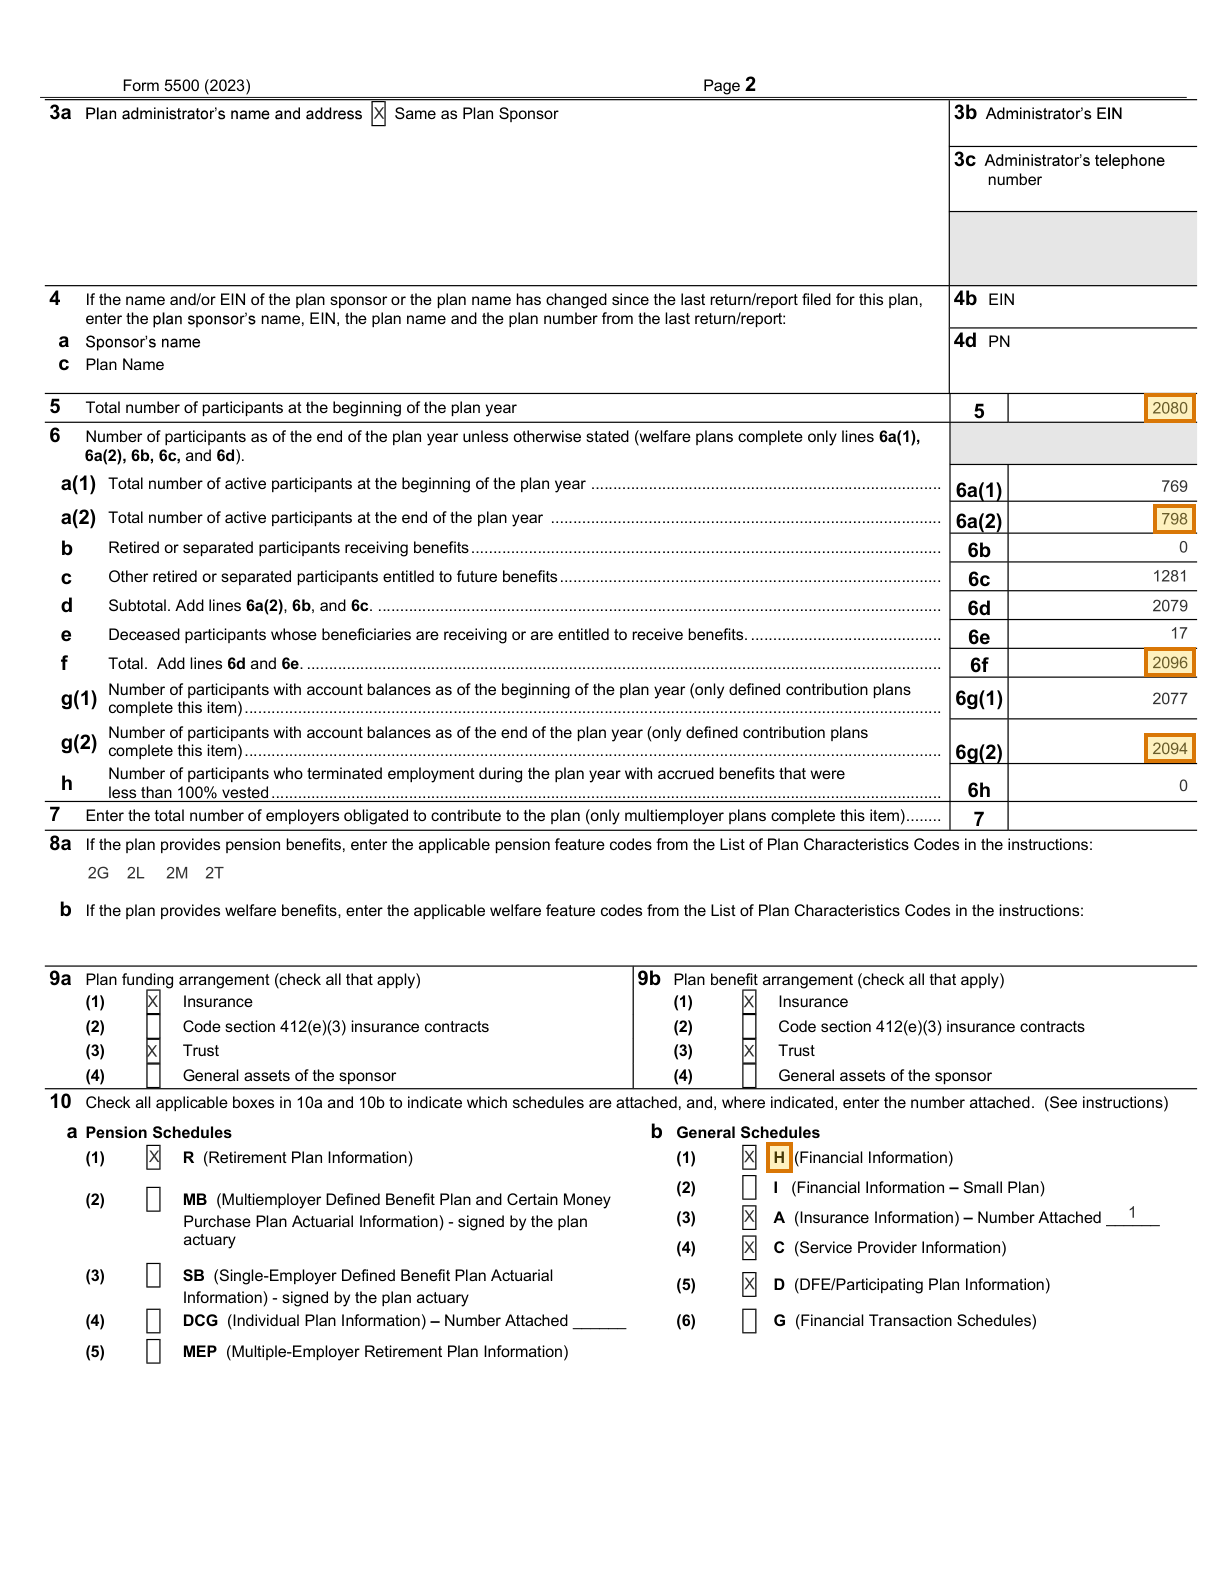 Form 5500 (2023) Page 2
3a Plan administrator's name and address X Same as Plan Sponsor
3b Administrator's EIN
3c Administrator's telephone
number
4 If the name and/or EIN of the plan sponsor or the plan name has changed since the last return/report filed for this plan,
enter the plan sponsor's name, EIN, the plan name and the plan number from the last return/report:
4b EIN
a Sponsor's name
4d PN
c Plan Name
5 Total number of participants at the beginning of the plan year 5 2080
6 Number of participants as of the end of the plan year unless otherwise stated (welfare plans complete only lines 6a(1),
6a(2), 6b, 6c, and 6d).
a(1) Total number of active participants at the beginning of the plan year 6a(1) 769
a(2) Total number of active participants at the end of the plan year 6a(2) 798
b Retired or separated participants receiving benefits 6b 0
c Other retired or separated participants entitled to future benefits 6c 1281
d Subtotal. Add lines 6a(2), 6b, and 6c. 6d 2079
e Deceased participants whose beneficiaries are receiving or are entitled to receive benefits. 6e 17
f Total. Add lines 6d and 6e. 6f 2096
g(1) Number of participants with account balances as of the beginning of the plan year (only defined contribution plans
complete this item) 6g(1) 2077
g(2) Number of participants with account balances as of the end of the plan year (only defined contribution plans
complete this item) 6g(2) 2094
h Number of participants who terminated employment during the plan year with accrued benefits that were
less than 100% vested 6h 0
7 Enter the total number of employers obligated to contribute to the plan (only multiemployer plans complete this item) 7
8a If the plan provides pension benefits, enter the applicable pension feature codes from the List of Plan Characteristics Codes in the instructions:
2G 2L 2M 2T
b If the plan provides welfare benefits, enter the applicable welfare feature codes from the List of Plan Characteristics Codes in the instructions:
9a Plan funding arrangement (check all that apply)
(1) X Insurance
(2) Code section 412(e)(3) insurance contracts
(3) X Trust
(4) General assets of the sponsor
9b Plan benefit arrangement (check all that apply)
(1) X Insurance
(2) Code section 412(e)(3) insurance contracts
(3) X Trust
(4) General assets of the sponsor
10 Check all applicable boxes in 10a and 10b to indicate which schedules are attached, and, where indicated, enter the number attached. (See instructions)
a Pension Schedules
(1) X R (Retirement Plan Information)
(2) MB (Multiemployer Defined Benefit Plan and Certain Money
Purchase Plan Actuarial Information) - signed by the plan
actuary
(3) SB (Single-Employer Defined Benefit Plan Actuarial
Information) - signed by the plan actuary
(4) DCG (Individual Plan Information) – Number Attached ______
(5) MEP (Multiple-Employer Retirement Plan Information)
b General Schedules
(1) X H (Financial Information)
(2) I (Financial Information – Small Plan)
(3) X A (Insurance Information) – Number Attached 1
(4) X C (Service Provider Information)
(5) X D (DFE/Participating Plan Information)
(6) G (Financial Transaction Schedules)